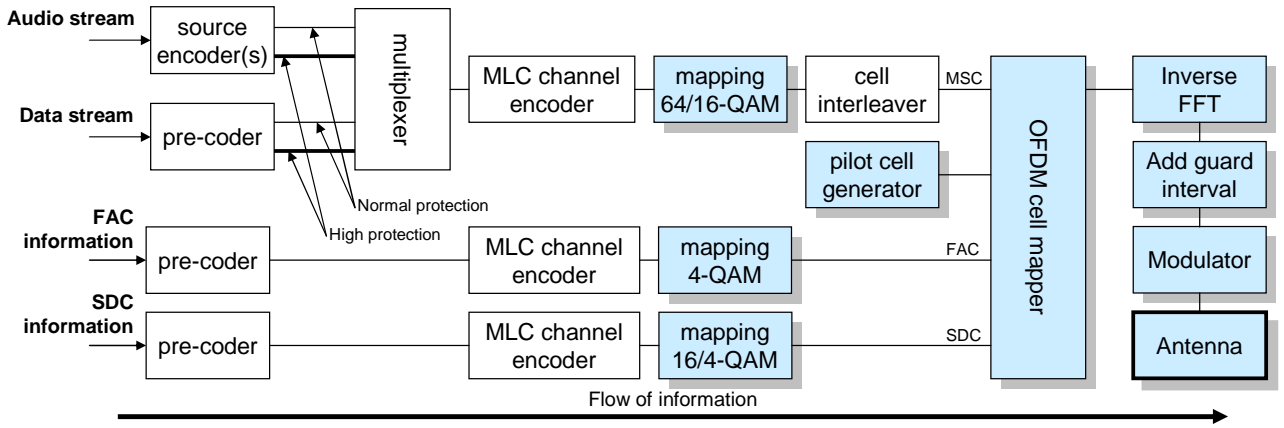 Audio stream
source
encoder(s)
multiplexer
MLC channel
encoder
mapping
64/16-QAM
cell
interleaver
MSC
OFDM cell mapper
Inverse
FFT
Data stream
pre-coder
pilot cell
generator
Add guard
interval
Normal protection
High protection
FAC
information
pre-coder
MLC channel
encoder
mapping
4-QAM
FAC
Modulator
SDC
information
pre-coder
MLC channel
encoder
mapping
16/4-QAM
SDC
Antenna
Flow of information